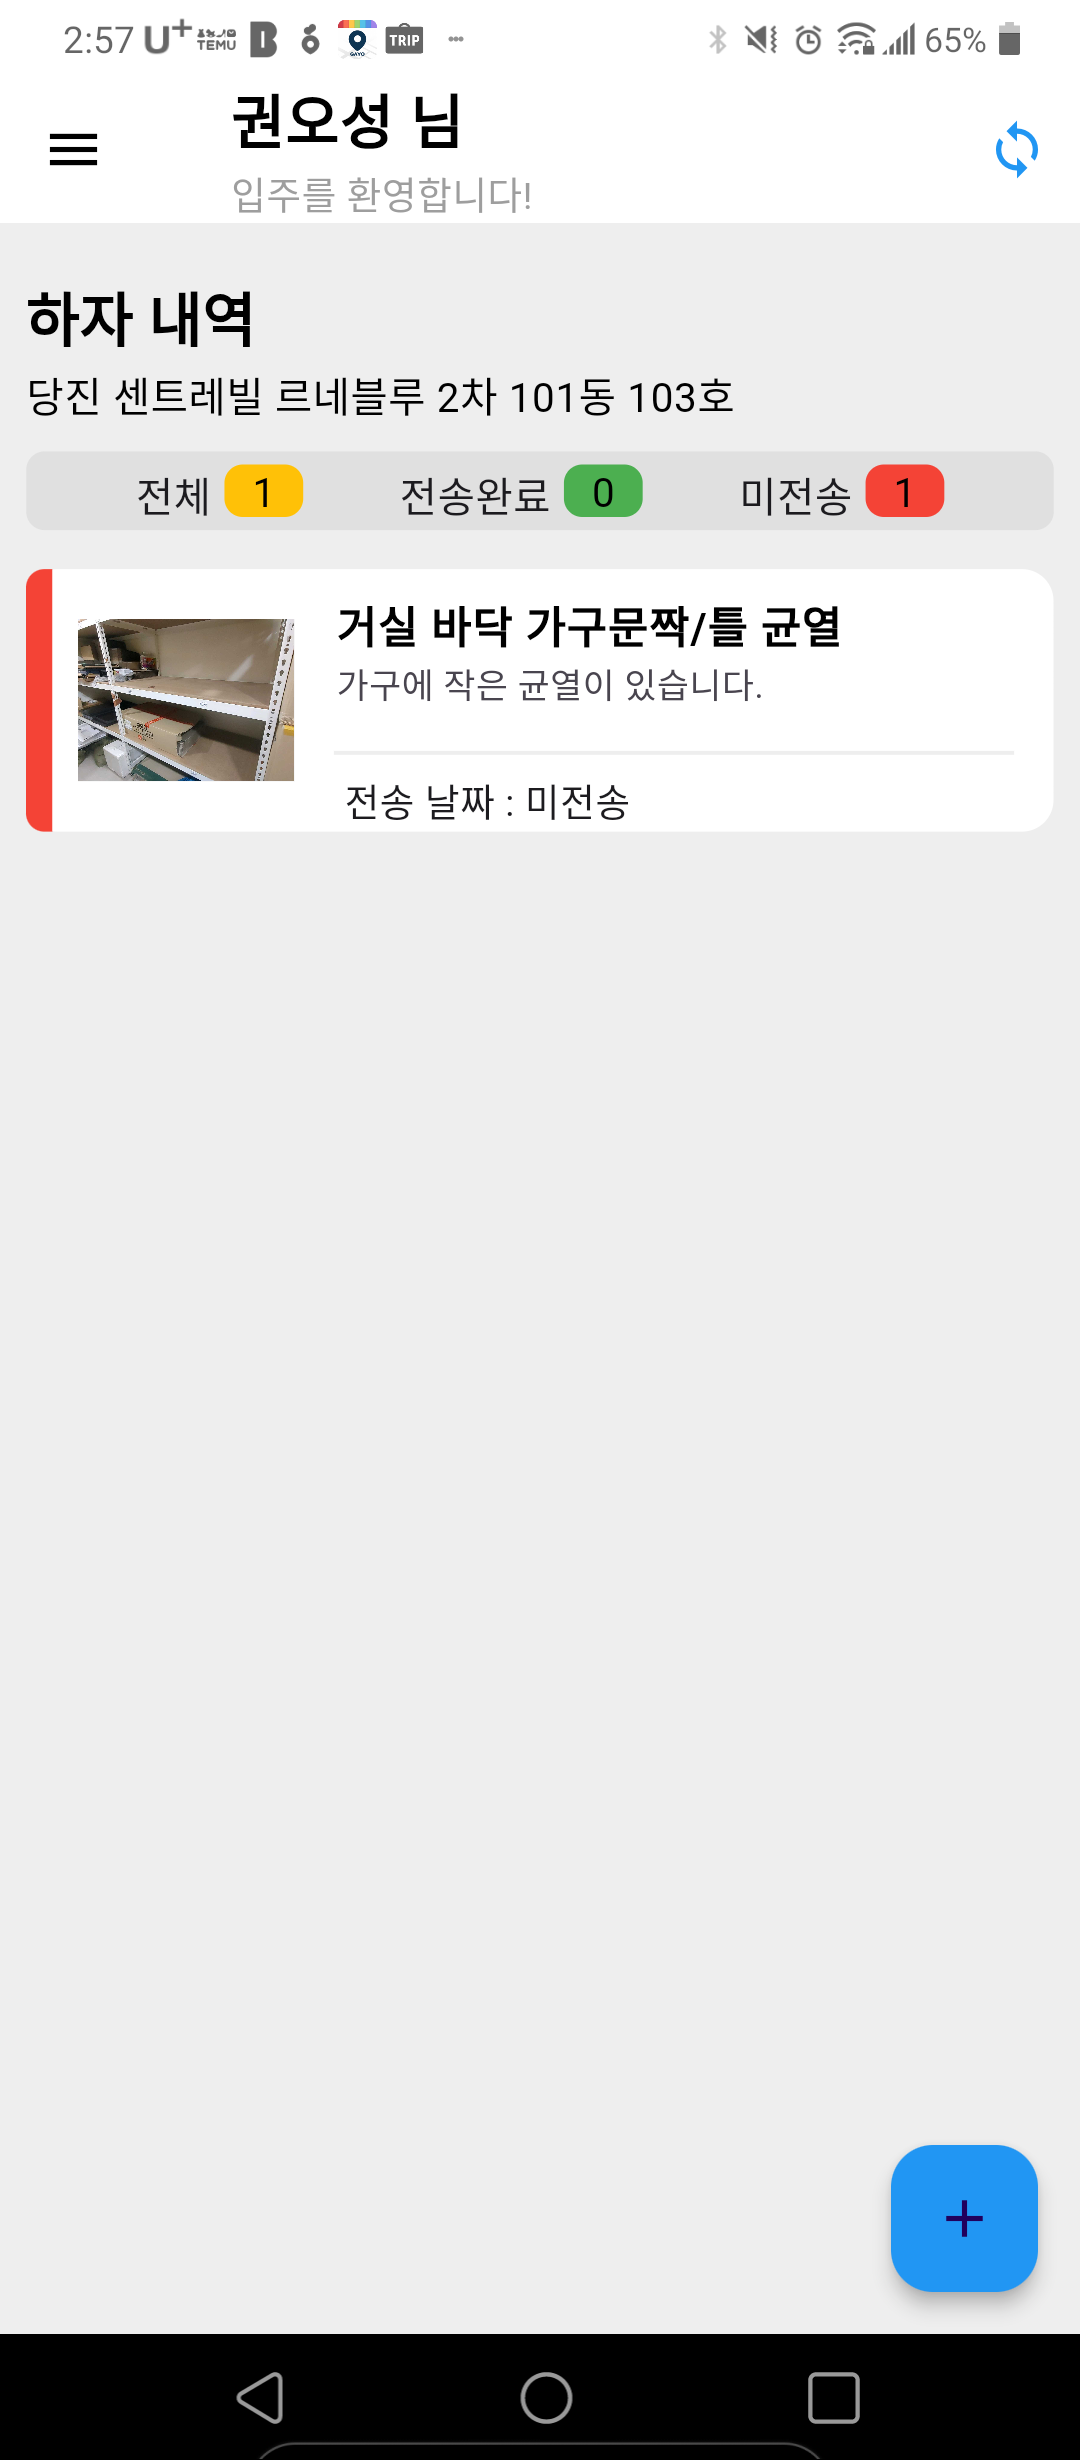 2:57 U+ TEMU B TRIP 65%
권오성 님
입주를 환영합니다!
하자 내역
당진 센트레빌 르네블루 2차 101동 103호
전체 1 전송완료 0 미전송 1
거실 바닥 가구문짝/틀 균열
가구에 작은 균열이 있습니다.
전송 날짜 : 미전송